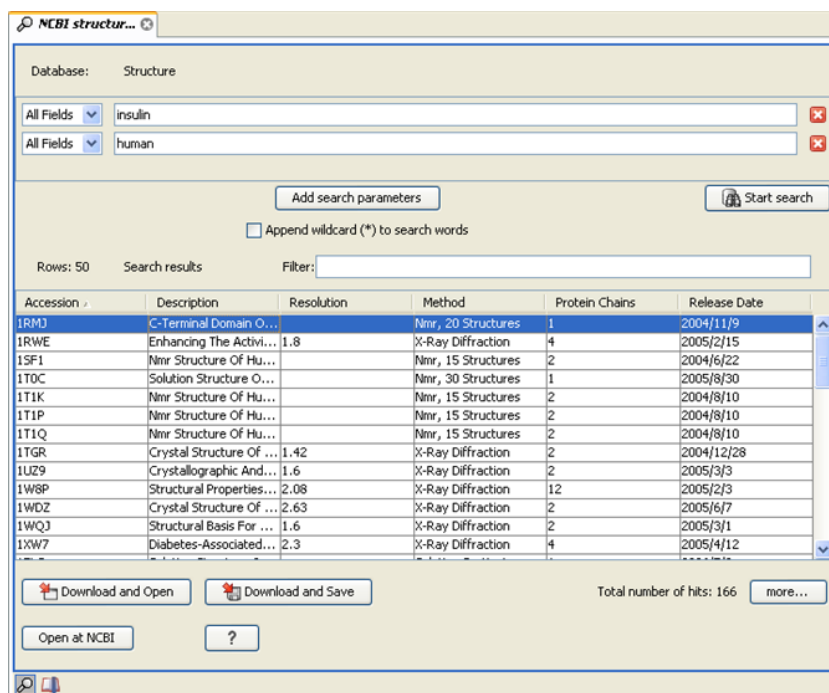 NCBI structur...
Database: Structure
All Fields insulin
All Fields human
Add search parameters Start search
Append wildcard (*) to search words
Rows: 50 Search results Filter:
Accession Description Resolution Method Protein Chains Release Date
1RMJ C-Terminal Domain O... Nmr, 20 Structures 1 2004/11/9
1RWE Enhancing The Activi... 1.8 X-Ray Diffraction 4 2005/2/15
1SF1 Nmr Structure Of Hu... Nmr, 15 Structures 2 2004/6/22
1T0C Solution Structure O... Nmr, 30 Structures 1 2005/8/30
1T1K Nmr Structure Of Hu... Nmr, 15 Structures 2 2004/8/10
1T1P Nmr Structure Of Hu... Nmr, 15 Structures 2 2004/8/10
1T1Q Nmr Structure Of Hu... Nmr, 15 Structures 2 2004/8/10
1TGR Crystal Structure Of ... 1.42 X-Ray Diffraction 2 2004/12/28
1UZ9 Crystallographic And... 1.6 X-Ray Diffraction 2 2005/3/3
1W8P Structural Properties... 2.08 X-Ray Diffraction 12 2005/2/3
1WDZ Crystal Structure Of ... 2.63 X-Ray Diffraction 2 2005/6/7
1WQJ Structural Basis For ... 1.6 X-Ray Diffraction 2 2005/3/1
1XW7 Diabetes-Associated... 2.3 X-Ray Diffraction 4 2005/4/12
Download and Open Download and Save Total number of hits: 166 more...
Open at NCBI ?